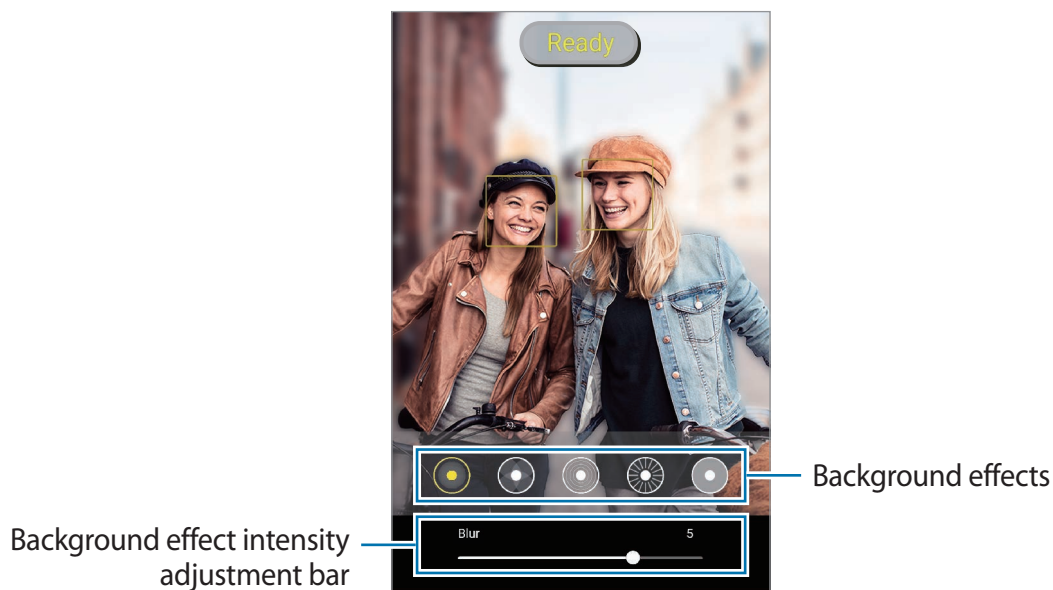 Ready
Background effects
Blur 5
Background effect intensity
adjustment bar